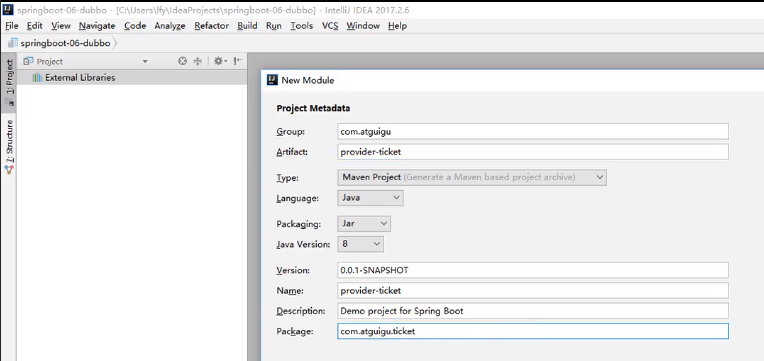 springboot-06-dubbo - [C:\Users\lfy\IdeaProjects\springboot-06-dubbo] - IntelliJ IDEA 2017.2.6
File Edit View Navigate Code Analyze Refactor Build Run Tools VCS Window Help
springboot-06-dubbo
Project
External Libraries
1: Project
7: Structure
New Module
Project Metadata
Group: com.atguigu
Artifact: provider-ticket
Type: Maven Project (Generate a Maven based project archive)
Language: Java
Packaging: Jar
Java Version: 8
Version: 0.0.1-SNAPSHOT
Name: provider-ticket
Description: Demo project for Spring Boot
Package: com.atguigu.ticket